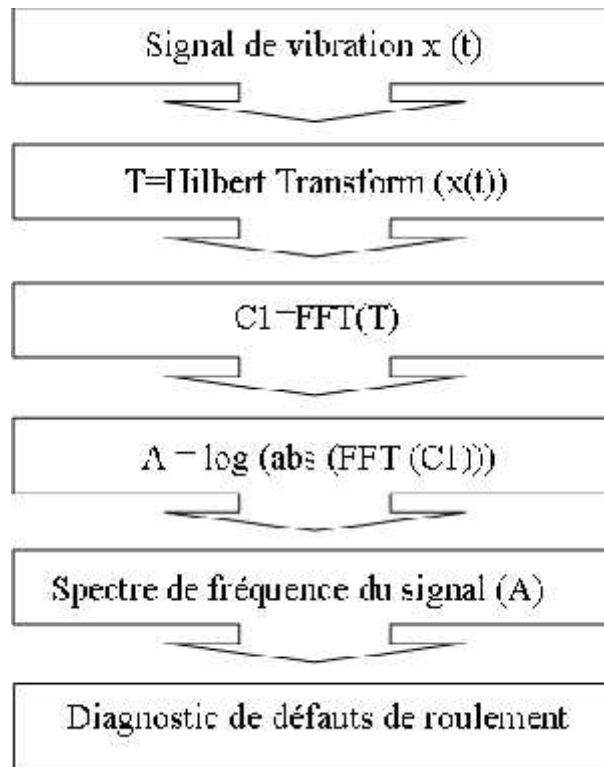 Signal de vibration x (t)
T=Hilbert Transform (x(t))
C1=FFT(T)
A = log (abs (FFT (C1)))
Spectre de fréquence du signal (A)
Diagnostic de défauts de roulement